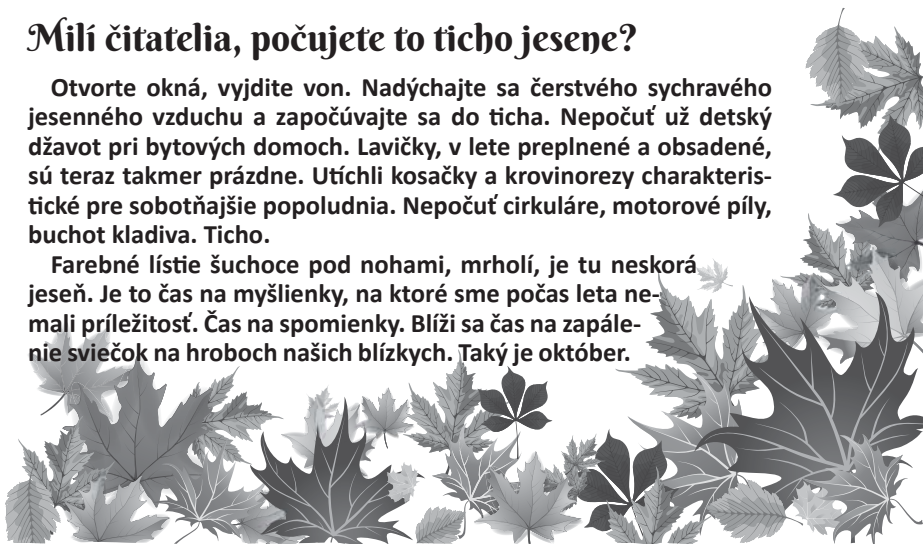 Milí čitatelia, počujete to ticho jesene?
Otvorte okná, vyjdite von. Nadýchajte sa čerstvého sychravého
jesenného vzduchu a započúvajte sa do ticha. Nepočuť už detský
džavot pri bytových domoch. Lavičky, v lete preplnené a obsadené,
sú teraz takmer prázdne. Utíchli kosačky a krovinorezy charakteris-
tické pre sobotňajšie popoludnia. Nepočuť cirkuláre, motorové píly,
buchot kladiva. Ticho.
Farebné lístie šuchoce pod nohami, mrholí, je tu neskorá
jeseň. Je to čas na myšlienky, na ktoré sme počas leta ne-
mali príležitosť. Čas na spomienky. Blíži sa čas na zapále-
nie sviečok na hroboch našich blízkych. Taký je október.